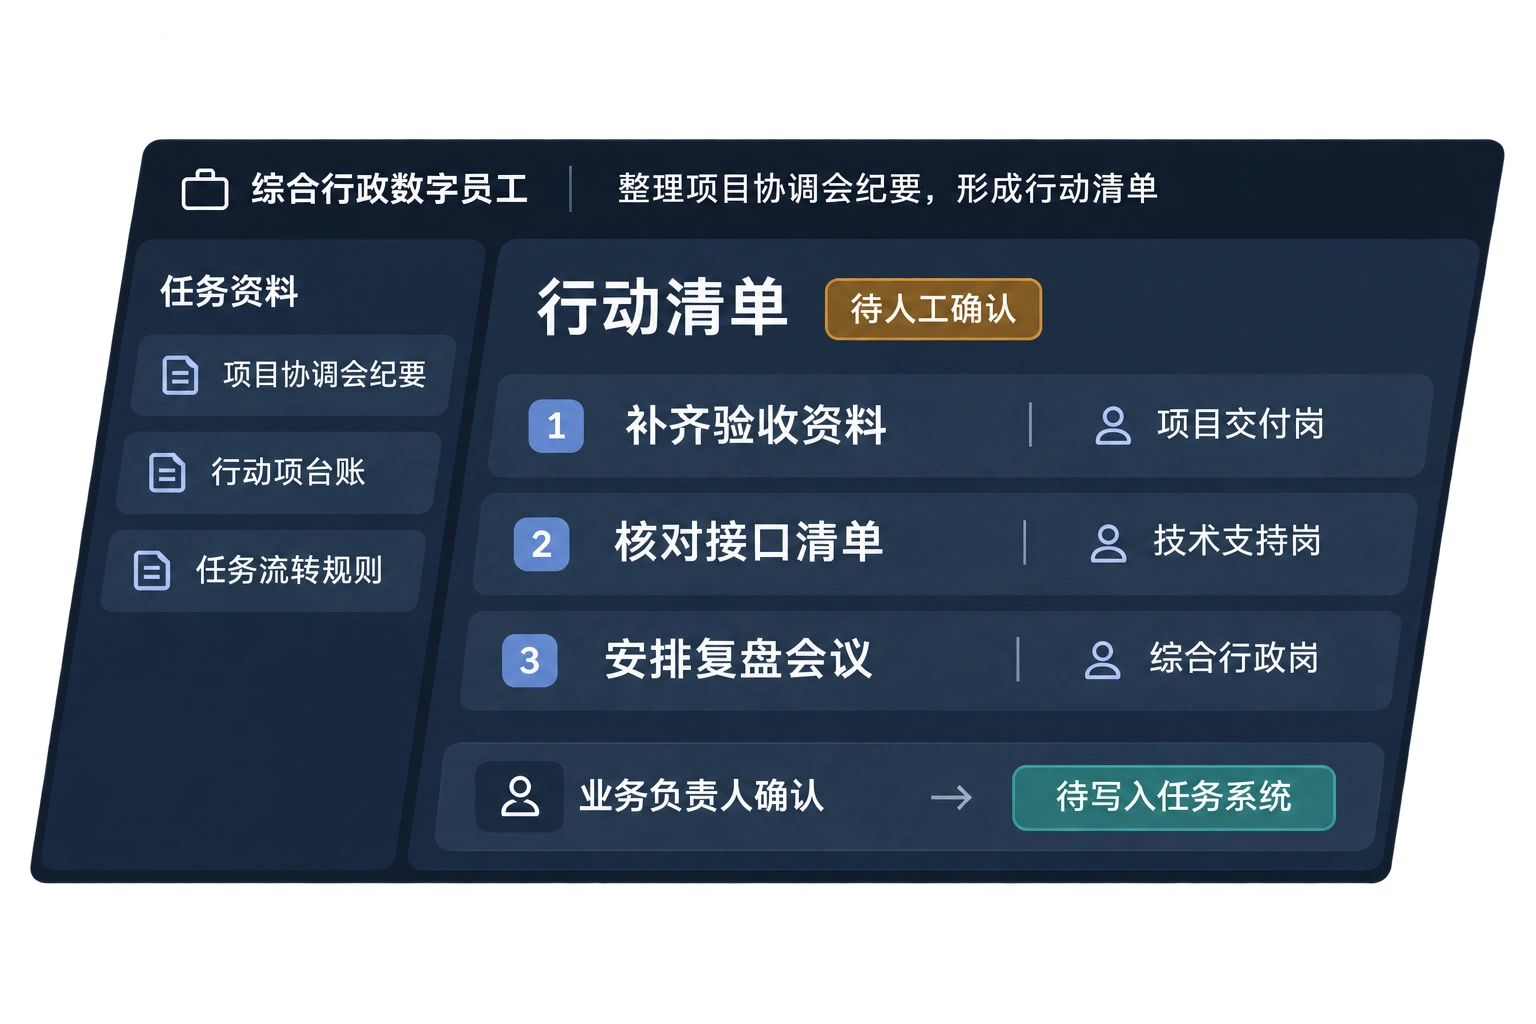 综合行政数字员工
整理项目协调会纪要，形成行动清单
任务资料
项目协调会纪要
行动项台账
任务流转规则
行动清单
待人工确认
1 补齐验收资料 项目交付岗
2 核对接口清单 技术支持岗
3 安排复盘会议 综合行政岗
业务负责人确认 → 待写入任务系统